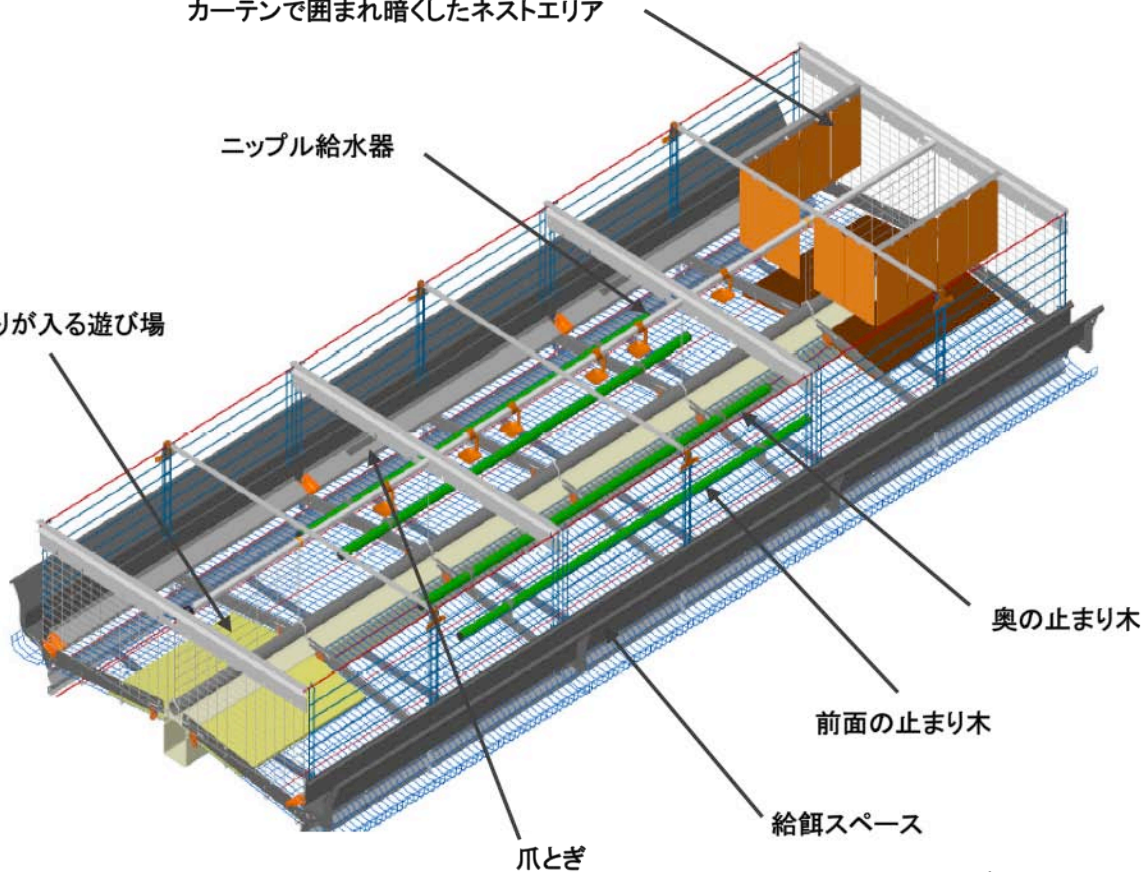 カーテンで囲まれ暗くしたネストエリア
ニップル給水器
りが入る遊び場
奥の止まり木
前面の止まり木
給餌スペース
爪とぎ